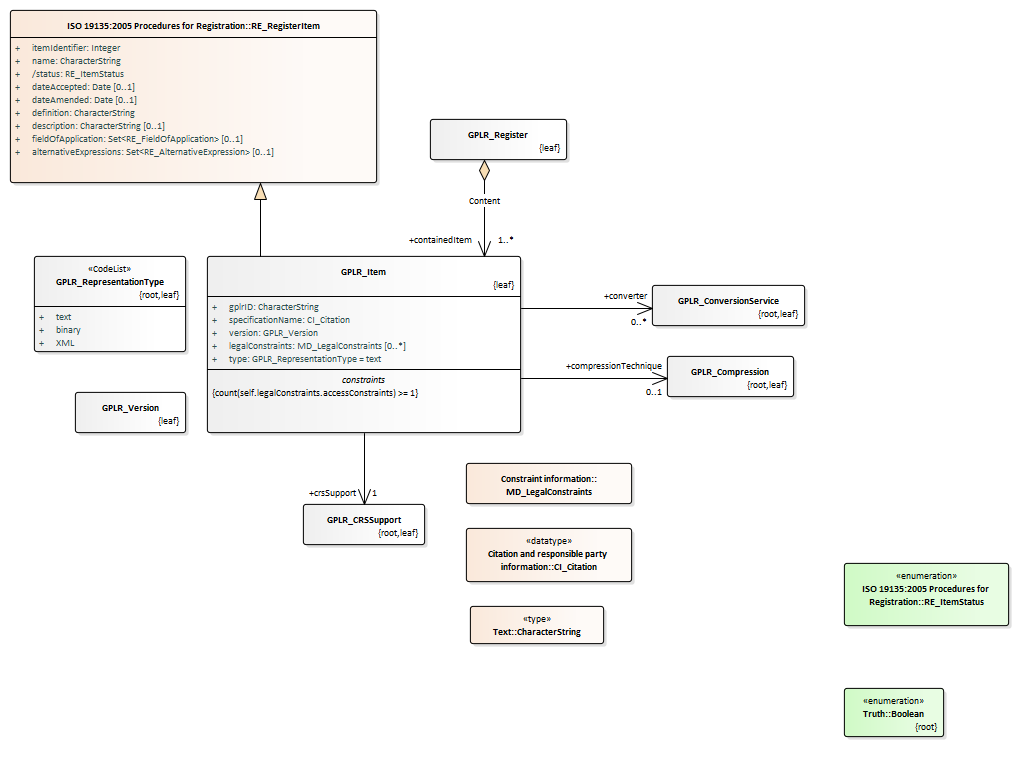 ISO 19135:2005 Procedures for Registration::RE_RegisterItem
+ itemIdentifier: Integer
+ name: CharacterString
+ /status: RE_ItemStatus
+ dateAccepted: Date [0..1]
+ dateAmended: Date [0..1]
+ definition: CharacterString
+ description: CharacterString [0..1]
+ fieldOfApplication: Set<RE_FieldOfApplication> [0..1]
+ alternativeExpressions: Set<RE_AlternativeExpression> [0..1]
GPLR_Register
{leaf}
Content
+containedItem 1..*
«CodeList»
GPLR_RepresentationType
{root,leaf}
+ text
+ binary
+ XML
GPLR_Version
{leaf}
GPLR_Item
{leaf}
+ gplrID: CharacterString
+ specificationName: CI_Citation
+ version: GPLR_Version
+ legalConstraints: MD_LegalConstraints [0..*]
+ type: GPLR_RepresentationType = text
constraints
{count(self.legalConstraints.accessConstraints) >= 1}
+converter
0..*
GPLR_ConversionService
{root,leaf}
+compressionTechnique
0..1
GPLR_Compression
{root,leaf}
+crsSupport 1
GPLR_CRSSupport
{root,leaf}
Constraint information::
MD_LegalConstraints
«datatype»
Citation and responsible party
information::CI_Citation
«type»
Text::CharacterString
«enumeration»
ISO 19135:2005 Procedures for
Registration::RE_ItemStatus
«enumeration»
Truth::Boolean
{root}